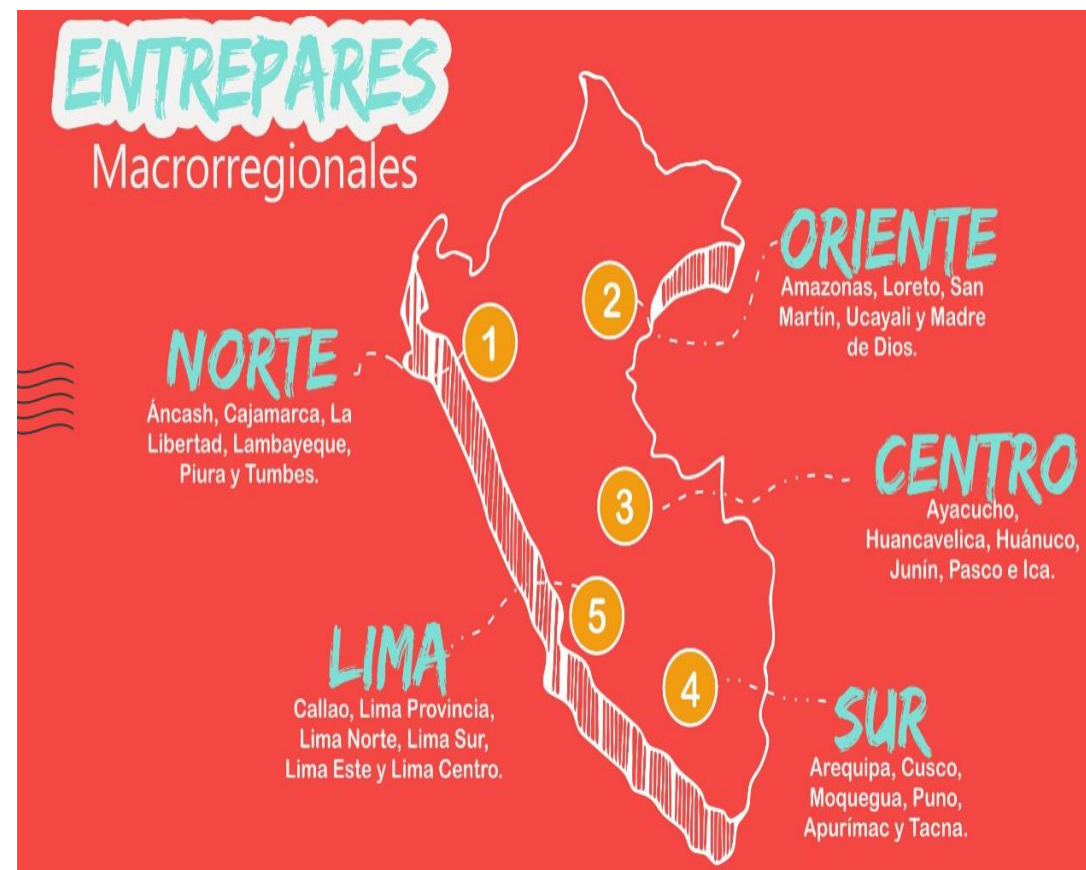 ENTREPARES
Macrorregionales
ORIENTE
Amazonas, Loreto, San
Martín, Ucayali y Madre
de Dios.
2
1
NORTE
Áncash, Cajamarca, La
Libertad, Lambayeque,
Piura y Tumbes.
CENTRO
Ayacucho,
Huancavelica, Huánuco,
Junín, Pasco e Ica.
3
5
LIMA
Callao, Lima Provincia,
Lima Norte, Lima Sur,
Lima Este y Lima Centro.
4
SUR
Arequipa, Cusco,
Moquegua, Puno,
Apurímac y Tacna.